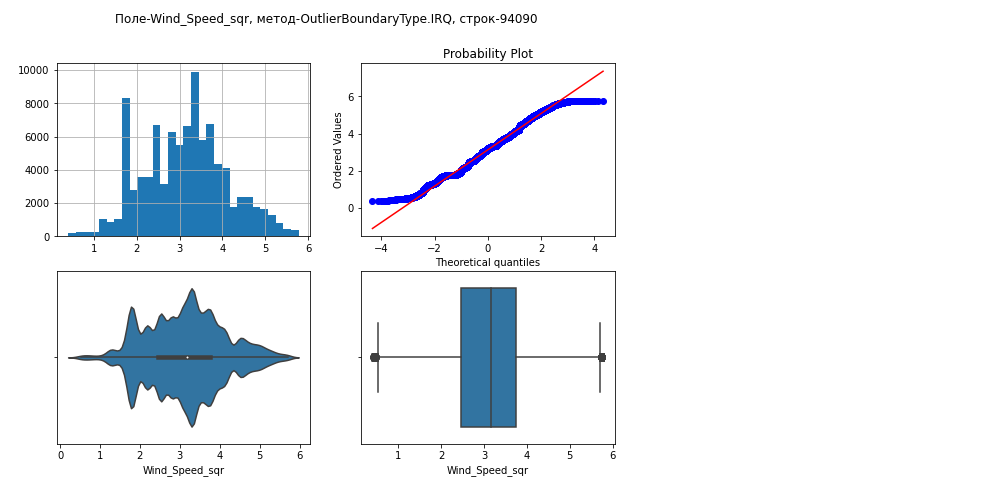 Поле-Wind_Speed_sqr, метод-OutlierBoundaryType.IRQ, строк-94090
10000
8000
6000
4000
2000
0
1 2 3 4 5 6
Probability Plot
Ordered Values
6
4
2
0
−4 −2 0 2 4
Theoretical quantiles
0 1 2 3 4 5 6
Wind_Speed_sqr
1 2 3 4 5 6
Wind_Speed_sqr